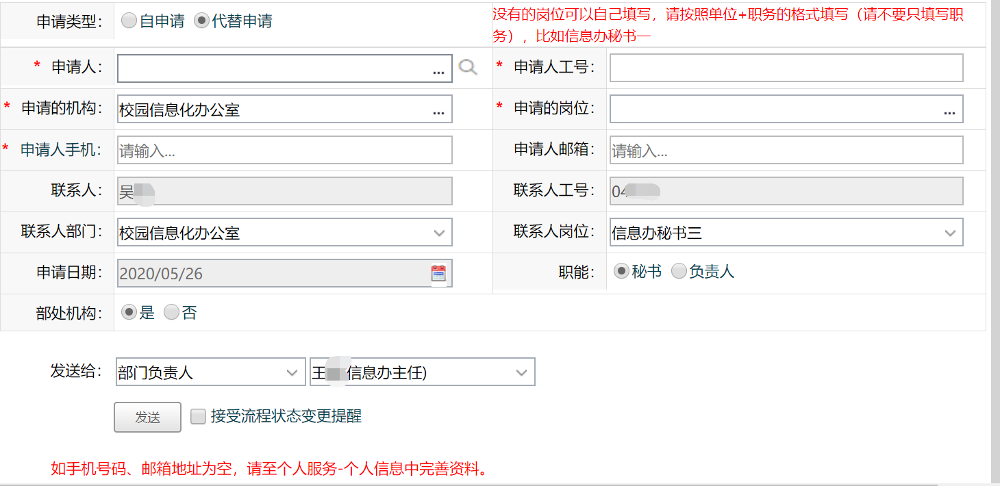 申请类型： 自申请 代替申请
没有的岗位可以自己填写，请按照单位+职务的格式填写（请不要只填写职
务），比如信息办秘书一
* 申请人： ...
* 申请人工号：
* 申请的机构： 校园信息化办公室 ...
* 申请的岗位： ...
* 申请人手机： 请输入...
申请人邮箱： 请输入...
联系人： 吴
联系人工号： 04
联系人部门： 校园信息化办公室
联系人岗位： 信息办秘书三
申请日期： 2020/05/26
职能： 秘书 负责人
部处机构： 是 否
发送给： 部门负责人 王 信息办主任)
发送 接受流程状态变更提醒
如手机号码、邮箱地址为空，请至个人服务-个人信息中完善资料。